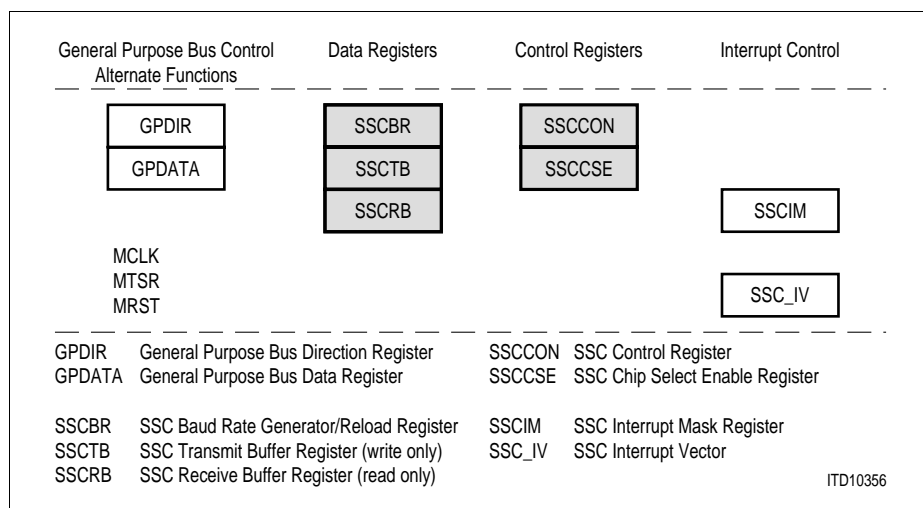 General Purpose Bus Control Data Registers Control Registers Interrupt Control
Alternate Functions
GPDIR SSCBR SSCCON
GPDATA SSCTB SSCCSE
SSCRB SSCIM
MCLK
MTSR
MRST
SSC_IV
GPDIR General Purpose Bus Direction Register SSCCON SSC Control Register
GPDATA General Purpose Bus Data Register SSCCSE SSC Chip Select Enable Register
SSCBR SSC Baud Rate Generator/Reload Register SSCIM SSC Interrupt Mask Register
SSCTB SSC Transmit Buffer Register (write only) SSC_IV SSC Interrupt Vector
SSCRB SSC Receive Buffer Register (read only)
ITD10356